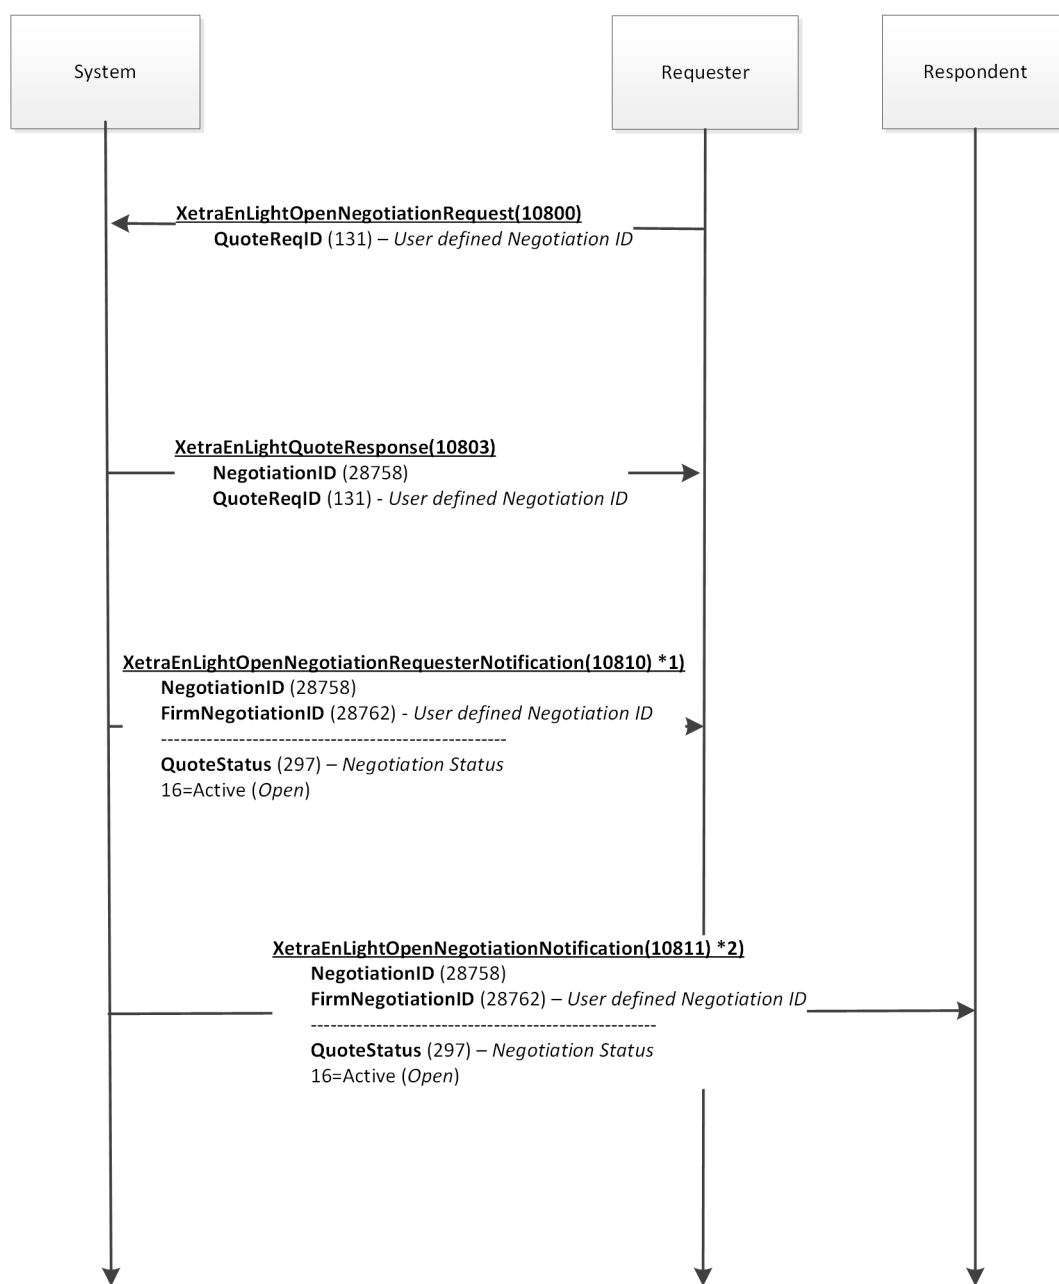 System
Requester
Respondent
XetraEnLightOpenNegotiationRequest(10800)
QuoteReqID (131) – User defined Negotiation ID
XetraEnLightQuoteResponse(10803)
NegotiationID (28758)
QuoteReqID (131) - User defined Negotiation ID
XetraEnLightOpenNegotiationRequesterNotification(10810) *1)
NegotiationID (28758)
FirmNegotiationID (28762) - User defined Negotiation ID
-----------------------------------------------------
QuoteStatus (297) – Negotiation Status
16=Active (Open)
XetraEnLightOpenNegotiationNotification(10811) *2)
NegotiationID (28758)
FirmNegotiationID (28762) – User defined Negotiation ID
-----------------------------------------------------
QuoteStatus (297) – Negotiation Status
16=Active (Open)